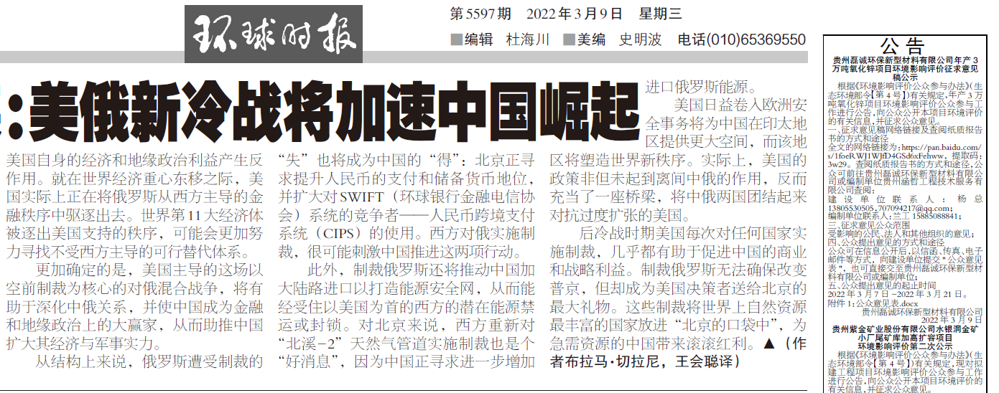 环球时报
第5597期 2022年3月9日 星期三
■编辑 杜海川 ■美编 史明波 电话(010)65369550
:美俄新冷战将加速中国崛起
美国自身的经济和地缘政治利益产生反
作用。就在世界经济重心东移之际，美
国实际上正在将俄罗斯从西方主导的金
融秩序中驱逐出去。世界第11大经济体
被逐出美国支持的秩序，可能会更加努
力寻找不受西方主导的可行替代体系。
更加确定的是，美国主导的这场以
空前制裁为核心的对俄混合战争，将有
助于深化中俄关系，并使中国成为金融
和地缘政治上的大赢家，从而助推中国
扩大其经济与军事实力。
从结构上来说，俄罗斯遭受制裁的
“失”也将成为中国的“得”：北京正寻
求提升人民币的支付和储备货币地位，
并扩大对SWIFT（环球银行金融电信协
会）系统的竞争者——人民币跨境支付
系统（CIPS）的使用。西方对俄实施制
裁，很可能刺激中国推进这两项行动。
此外，制裁俄罗斯还将推动中国加
大陆路进口以打造能源安全网，从而能
经受住以美国为首的西方的潜在能源禁
运或封锁。对北京来说，西方重新对
“北溪-2”天然气管道实施制裁也是个
“好消息”，因为中国正寻求进一步增加
进口俄罗斯能源。
美国日益卷入欧洲安
全事务将为中国在印太地
区提供更大空间，而该地
区将塑造世界新秩序。实际上，美国的
政策非但未起到离间中俄的作用，反而
充当了一座桥梁，将中俄两国团结起来
对抗过度扩张的美国。
后冷战时期美国每次对任何国家实
施制裁，几乎都有助于促进中国的商业
和战略利益。制裁俄罗斯无法确保改变
普京，但却成为美国决策者送给北京的
最大礼物。这些制裁将世界上自然资源
最丰富的国家放进“北京的口袋中”，为
急需资源的中国带来滚滚红利。▲（作
者布拉马·切拉尼，王会聪译）
公告
贵州磊诚环保新型材料有限公司年产3
万吨氧化锌项目环境影响评价征求意见
稿公示
根据《环境影响评价公众参与办法》（生
态环境部令【第4号】）有关规定，年产3万
吨氧化锌项目环境影响评价公众参与工
作进行公告，向公众公开本项目环境评价
的有关信息，并征求公众意见。
一、征求意见稿网络链接及查阅纸质报告
书的方式和途径
全文的网络链接为：https://pan.baidu.com/
s/1foeRWJ1WJfD4GSd6xFehww，提取码：
3w29。查阅纸质报告书的方式和途径，公
众可前往贵州磊诚环保新型材料有限公
司或编制单位贵州涵哲工程技术服务有
限公司查阅；
建设单位联系人：杨总
13805530505，707094217@qq.com；
编制单位联系人：兰工 15885088841；
三、征求意见公众范围
受影响的公民、法人和其他组织的意见；
四、公众提出意见的方式和途径
公众可在信息公开后，以信函、传真、电子
邮件等方式，向建设单位提交"公众意见
表"，也可直接交至贵州磊诚环保新型材
料有限公司或编制单位；
五、公众提出意见的起止时间
2022年3月7日-2022年3月21日。
附件1：公众意见表.docx
贵州磊诚环保新型材料有限公司
2022年3月9日
贵州紫金矿业股份有限公司水银洞金矿
小厂尾矿库加高扩容项目
环境影响评价第二次公示
根据《环境影响评价公众参与办法》（生
态环境部令【第4号】）有关规定，现对拟
建工程项目环境影响评价公众参与工作
进行公告，向公众公开本项目环境评价的
有关信息，并征求公众意见。